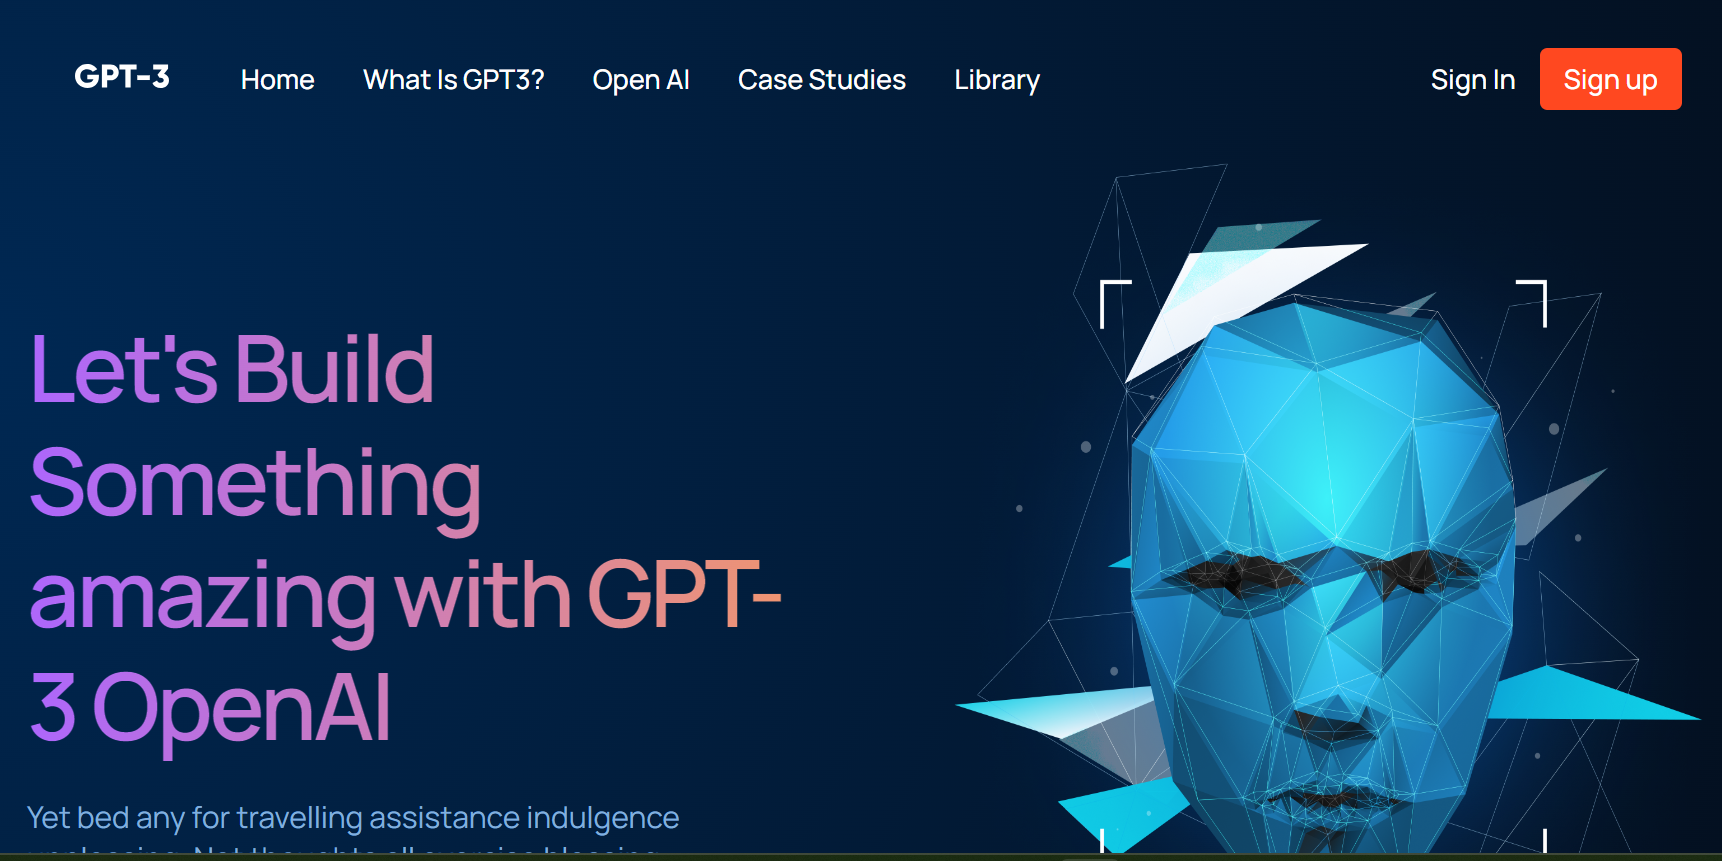 GPT-3 Home What Is GPT3? Open AI Case Studies Library Sign In Sign up
Let's Build
Something
amazing with GPT-
3 OpenAI
Yet bed any for travelling assistance indulgence